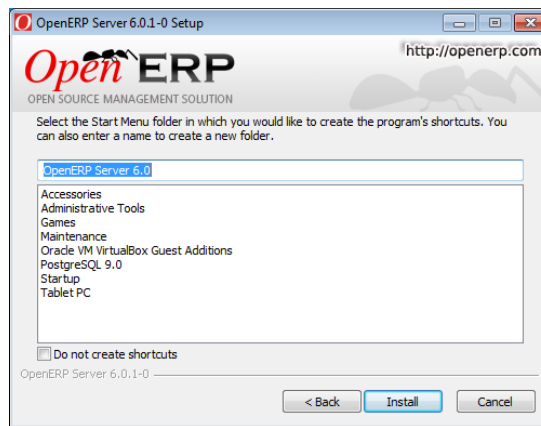 OpenERP Server 6.0.1-0 Setup
Open ERP
http://openerp.com
OPEN SOURCE MANAGEMENT SOLUTION
Select the Start Menu folder in which you would like to create the program's shortcuts. You
can also enter a name to create a new folder.
OpenERP Server 6.0
Accessories
Administrative Tools
Games
Maintenance
Oracle VM VirtualBox Guest Additions
PostgreSQL 9.0
Startup
Tablet PC
Do not create shortcuts
OpenERP Server 6.0.1-0
< Back Install Cancel